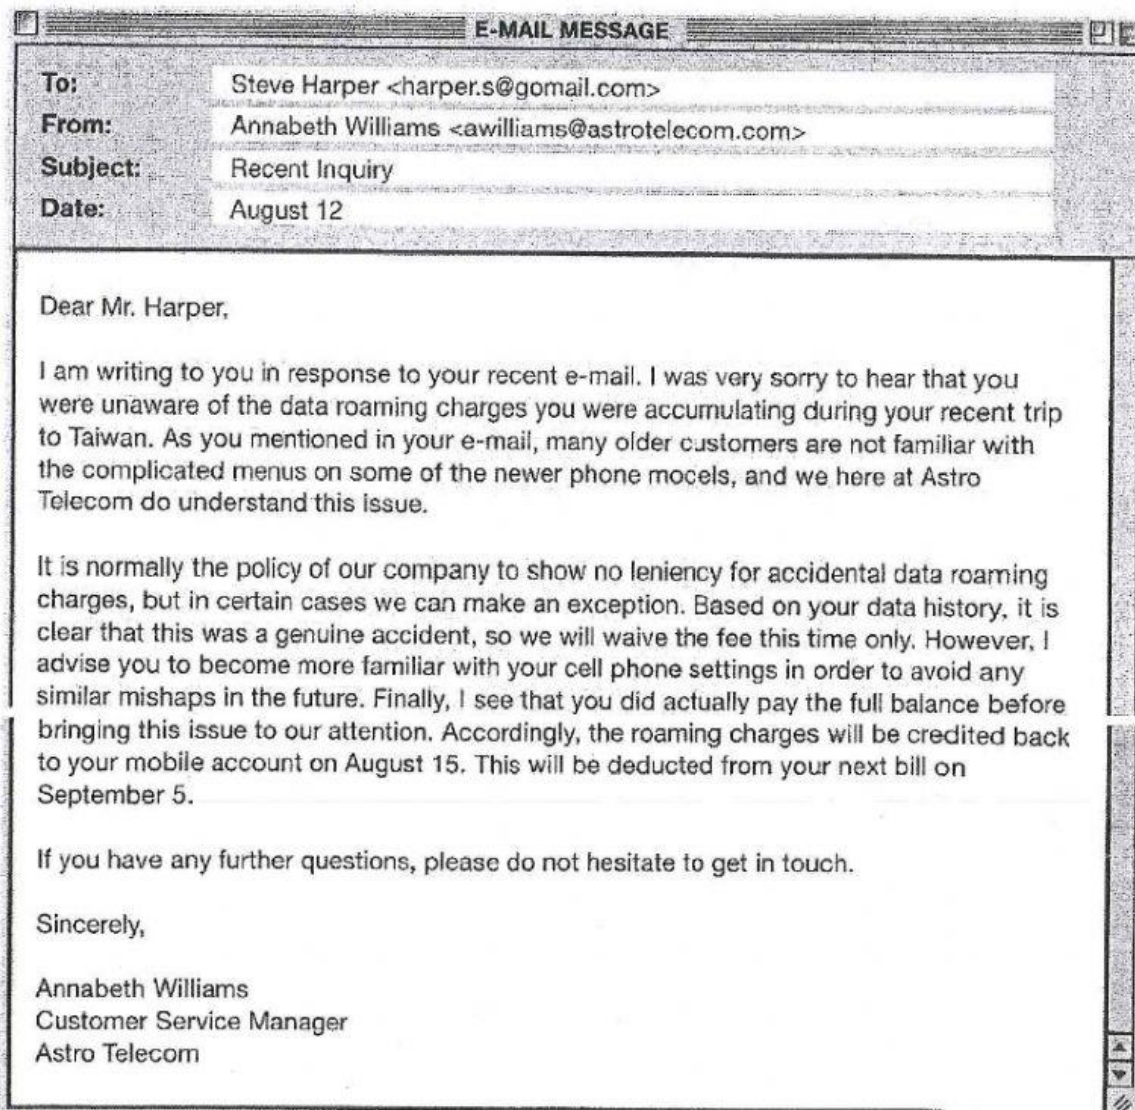 E-MAIL MESSAGE
To: Steve Harper <harper.s@gomail.com>
From: Annabeth Williams <awilliams@astrotelecom.com>
Subject: Recent Inquiry
Date: August 12
Dear Mr. Harper,
I am writing to you in response to your recent e-mail. I was very sorry to hear that you
were unaware of the data roaming charges you were accumulating during your recent trip
to Taiwan. As you mentioned in your e-mail, many older customers are not familiar with
the complicated menus on some of the newer phone mocels, and we here at Astro
Telecom do understand this issue.
It is normally the policy of our company to show no leniency for accidental data roaming
charges, but in certain cases we can make an exception. Based on your data history, it is
clear that this was a genuine accident, so we will waive the fee this time only. However, I
advise you to become more familiar with your cell phone settings in order to avoid any
similar mishaps in the future. Finally, I see that you did actually pay the full balance before
bringing this issue to our attention. Accordingly, the roaming charges will be credited back
to your mobile account on August 15. This will be deducted from your next bill on
September 5.
If you have any further questions, please do not hesitate to get in touch.
Sincerely,
Annabeth Williams
Customer Service Manager
Astro Telecom